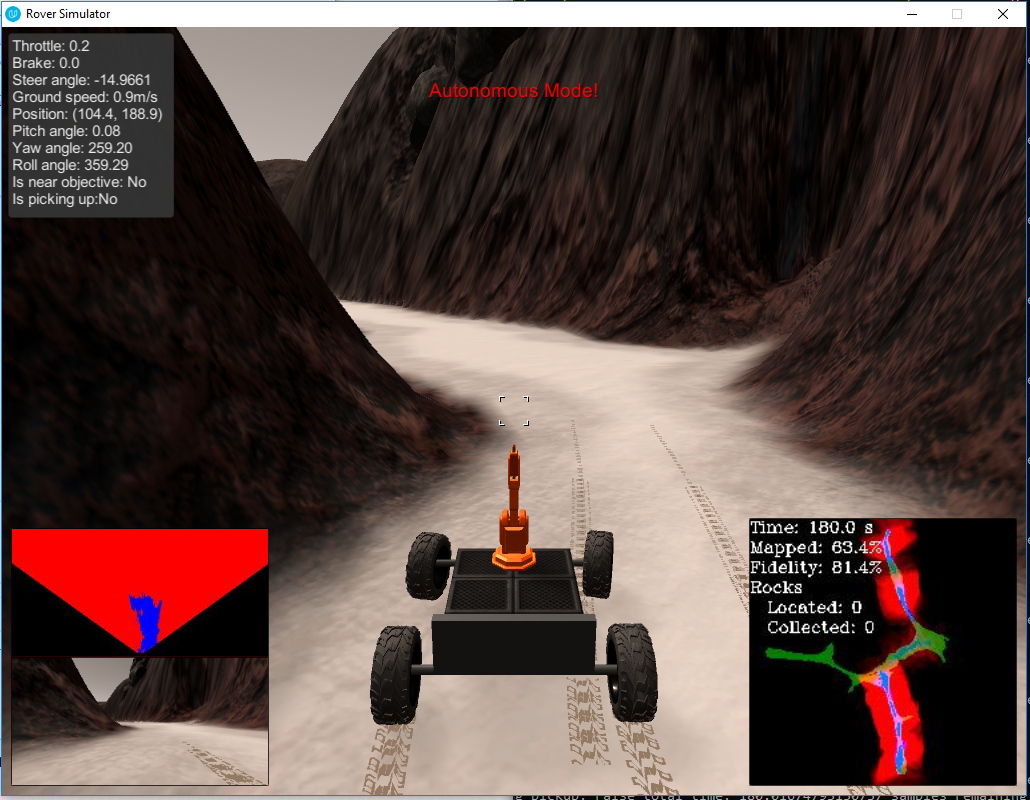 Rover Simulator
Throttle: 0.2
Brake: 0.0
Steer angle: -14.9661
Ground speed: 0.9m/s
Position: (104.4, 188.9)
Pitch angle: 0.08
Yaw angle: 259.20
Roll angle: 359.29
Is near objective: No
Is picking up:No
Autonomous Mode!
Time: 180.0 s
Mapped: 63.4%
Fidelity: 81.4%
Rocks
Located: 0
Collected: 0